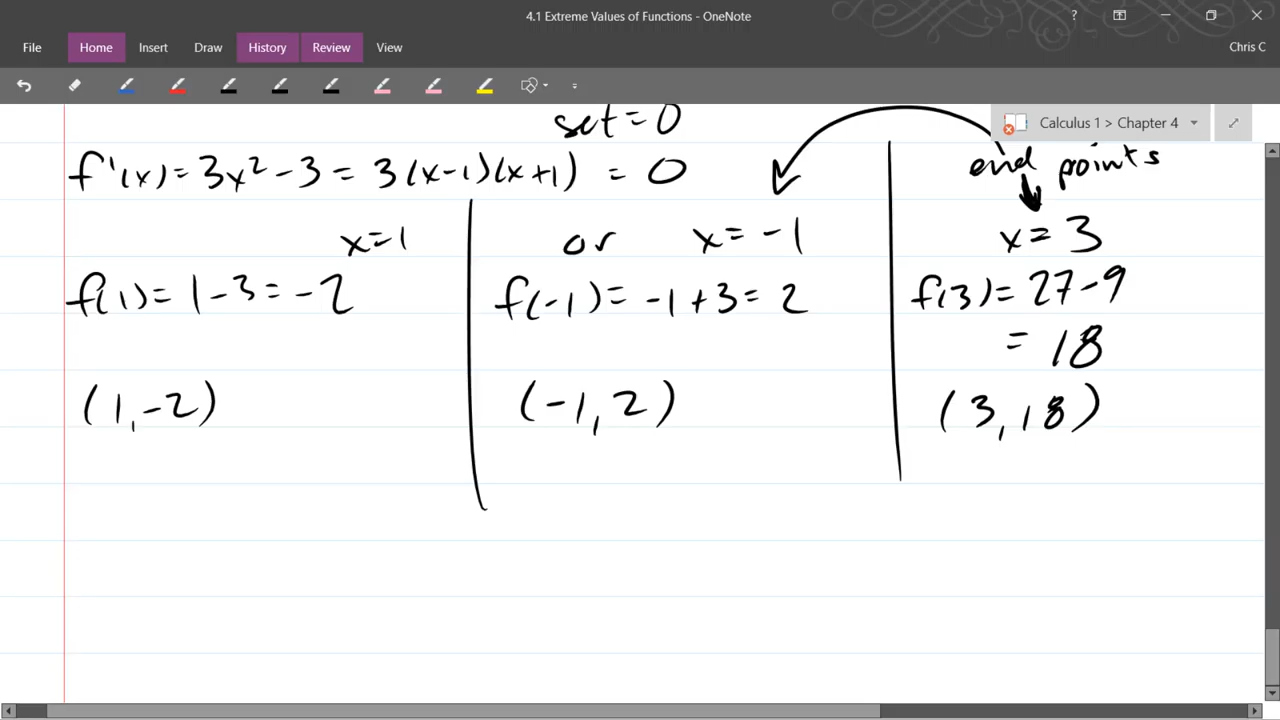 4.1 Extreme Values of Functions - OneNote
?
File Home Insert Draw History Review View
Chris C
Calculus 1 > Chapter 4
set = 0
f'(x) = 3x² - 3 = 3(x-1)(x+1) = 0
end points
x=1
or x = -1
x = 3
f(1) = 1-3 = -2
f(-1) = -1+3 = 2
f(3) = 27-9
= 18
(1,-2)
(-1,2)
(3,18)